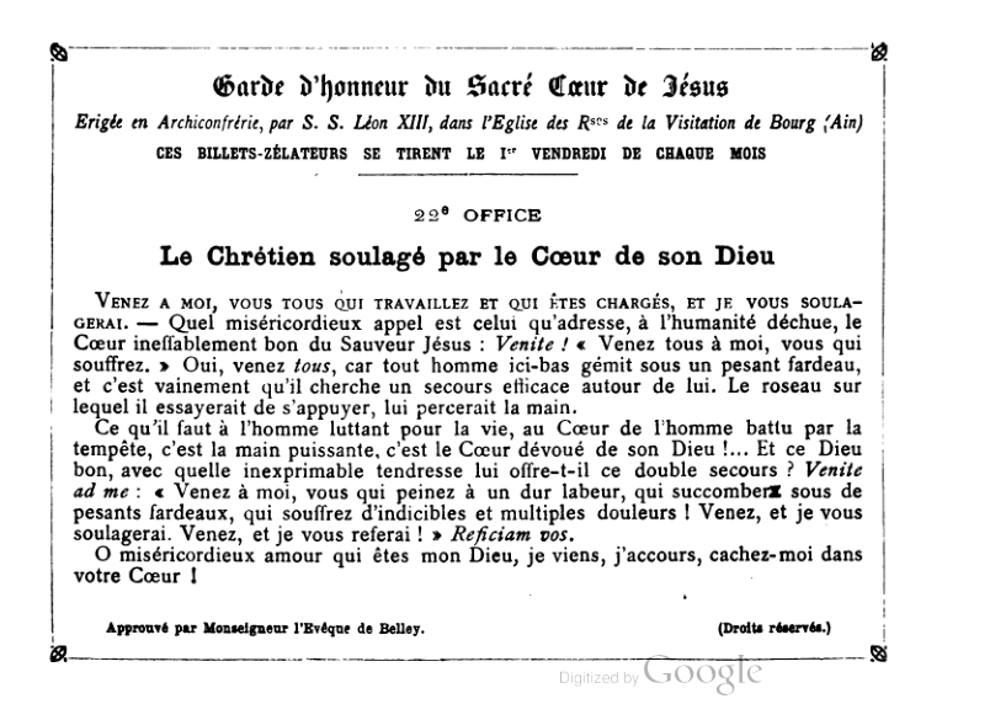 Garde d'honneur du Sacré Cœur de Jésus
Erigée en Archiconfrérie, par S. S. Léon XIII, dans l'Eglise des Rses de la Visitation de Bourg (Ain)
CES BILLETS-ZÉLATEURS SE TIRENT LE Ier VENDREDI DE CHAQUE MOIS
22e OFFICE
Le Chrétien soulagé par le Cœur de son Dieu
VENEZ A MOI, VOUS TOUS QUI TRAVAILLEZ ET QUI ÊTES CHARGÉS, ET JE VOUS SOULA-
GERAI. — Quel miséricordieux appel est celui qu'adresse, à l'humanité déchue, le
Cœur ineffablement bon du Sauveur Jésus : Venite ! « Venez tous à moi, vous qui
souffrez. » Oui, venez tous, car tout homme ici-bas gémit sous un pesant fardeau,
et c'est vainement qu'il cherche un secours efficace autour de lui. Le roseau sur
lequel il essayerait de s'appuyer, lui percerait la main.
Ce qu'il faut à l'homme luttant pour la vie, au Cœur de l'homme battu par la
tempête, c'est la main puissante, c'est le Cœur dévoué de son Dieu !... Et ce Dieu
bon, avec quelle inexprimable tendresse lui offre-t-il ce double secours ? Venite
ad me : « Venez à moi, vous qui peinez à un dur labeur, qui succombez sous de
pesants fardeaux, qui souffrez d'indicibles et multiples douleurs ! Venez, et je vous
soulagerai. Venez, et je vous referai ! » Reficiam vos.
O miséricordieux amour qui êtes mon Dieu, je viens, j'accours, cachez-moi dans
votre Cœur !
Approuvé par Monseigneur l'Evêque de Belley. (Droits réservés.)
Digitized by Google